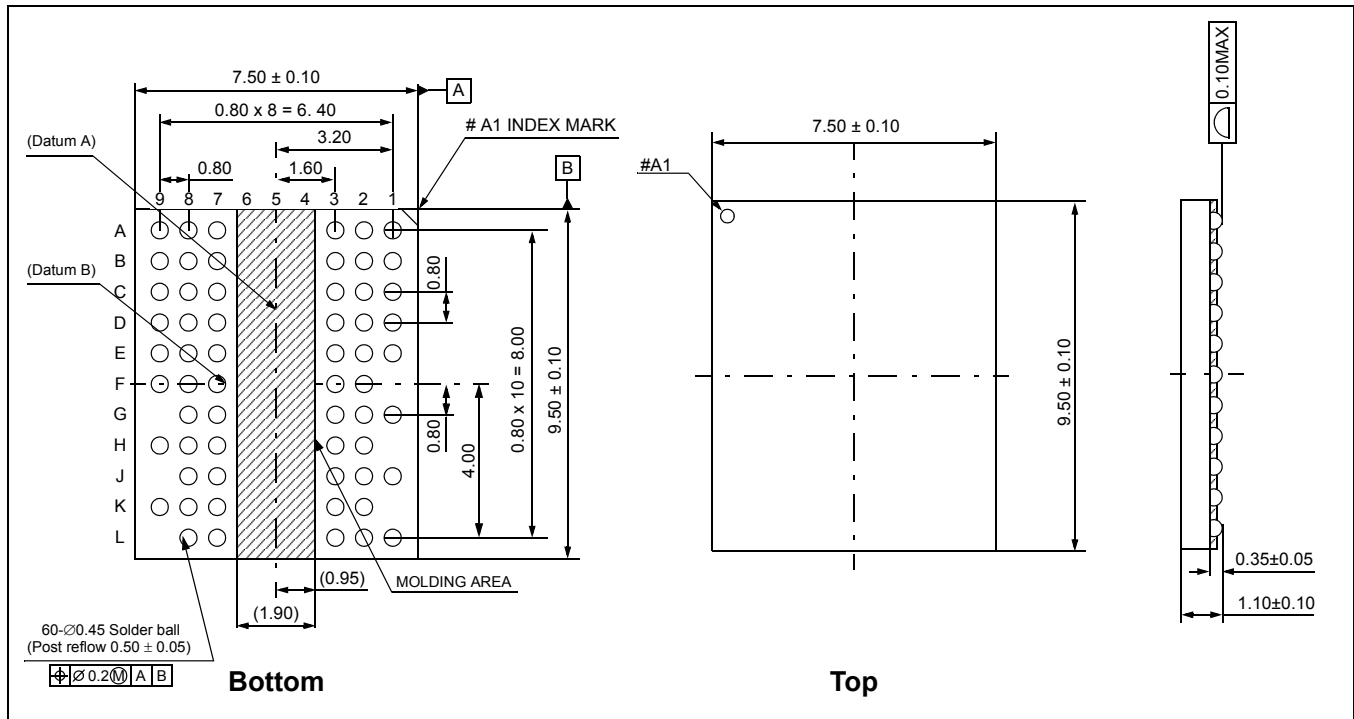 7.50 ± 0.10
A
0.80 x 8 = 6. 40
# A1 INDEX MARK
3.20
(Datum A)
B
0.80
1.60
9 8 7 6 5 4 3 2 1
A
B
(Datum B)
C
D
E
F
G
H
J
K
L
0.80
0.80
4.00
0.80 x 10 = 8.00
9.50 ± 0.10
(0.95)
MOLDING AREA
(1.90)
60-∅0.45 Solder ball
(Post reflow 0.50 ± 0.05)
⌖ ∅ 0.2Ⓜ A B
Bottom
7.50 ± 0.10
#A1
9.50 ± 0.10
Top
0.10MAX
0.35±0.05
1.10±0.10